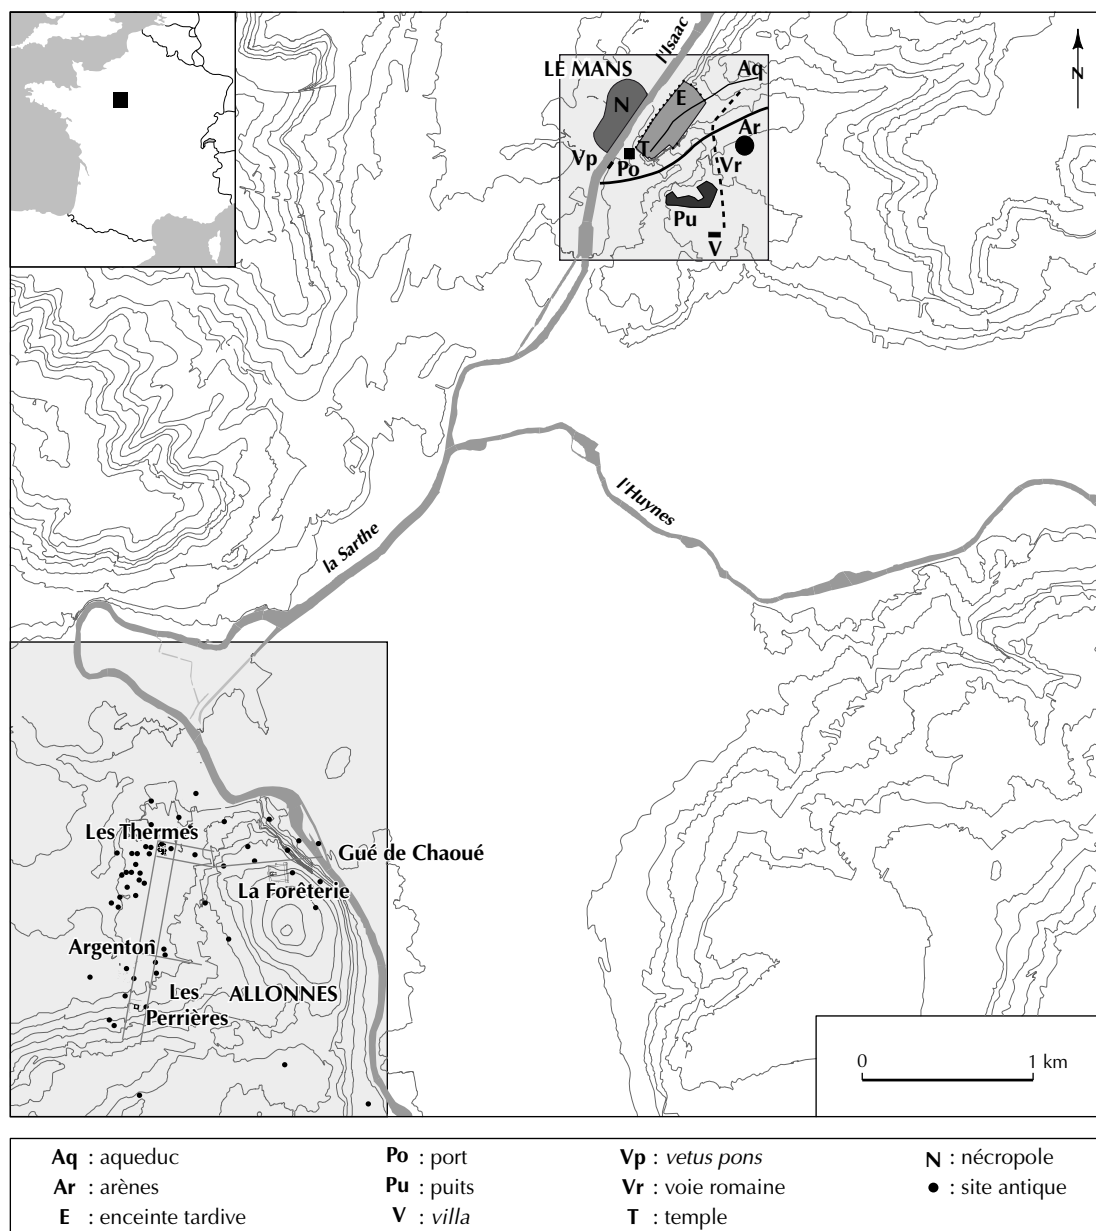 l'Isaac
N
LE MANS
Aq
E
N
Ar
T
Vp
Po
Vr
Pu
V
l'Huynes
la Sarthe
Les Thermes
Gué de Chaoué
La Forêterie
Argenton
Les
Perrières
ALLONNES
0 1 km
Aq : aqueduc
Ar : arènes
E : enceinte tardive
Po : port
Pu : puits
V : villa
Vp : vetus pons
Vr : voie romaine
T : temple
N : nécropole
● : site antique